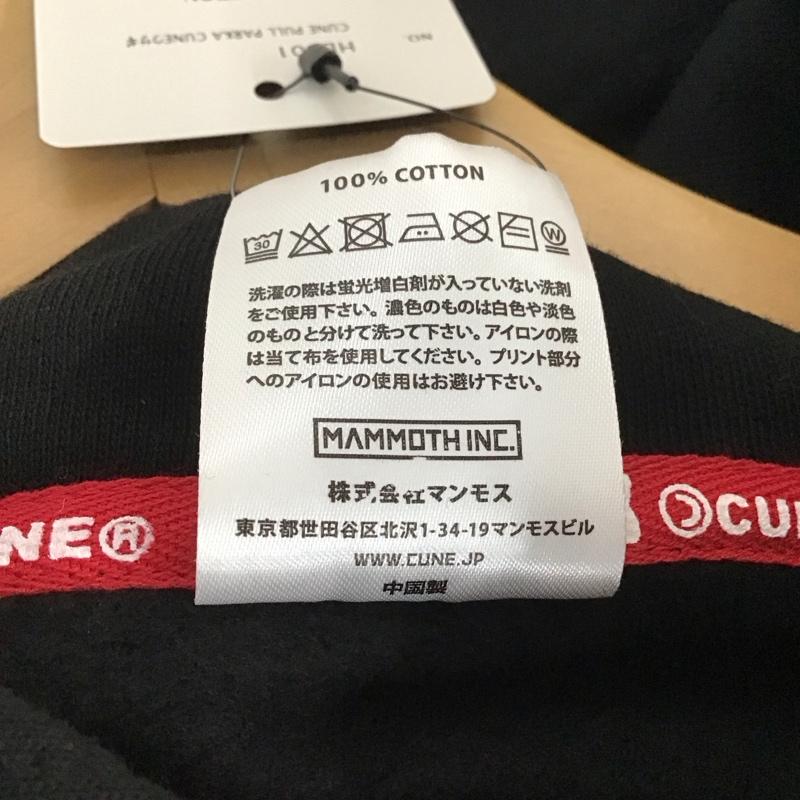 NO.
CUNE PULL PARKA CUNEウサギ
100% COTTON
30
W
洗濯の際は蛍光増白剤が入っていない洗剤
をご使用下さい。濃色のものは白色や淡色
のものと分けて洗って下さい。アイロンの際
は当て布を使用してください。プリント部分
へのアイロンの使用はお避け下さい。
MAMMOTH INC.
株式会社マンモス
東京都世田谷区北沢1-34-19マンモスビル
WWW.CUNE.JP
中国製
UNE®
CUN